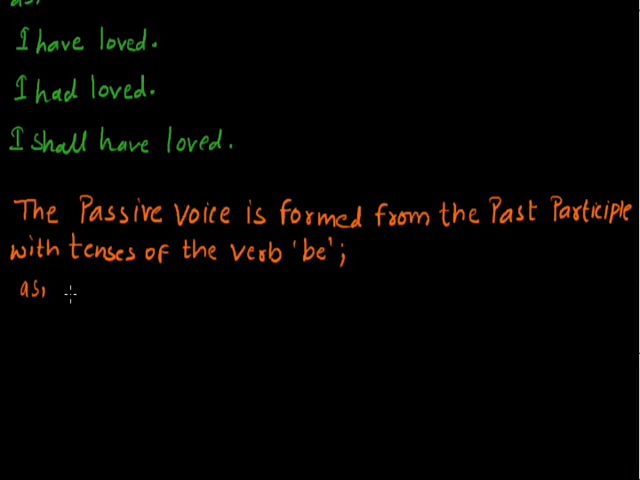 as,
I have loved.
I had loved.
I shall have loved.
The Passive Voice is formed from the Past Participle
with tenses of the verb 'be';
as,